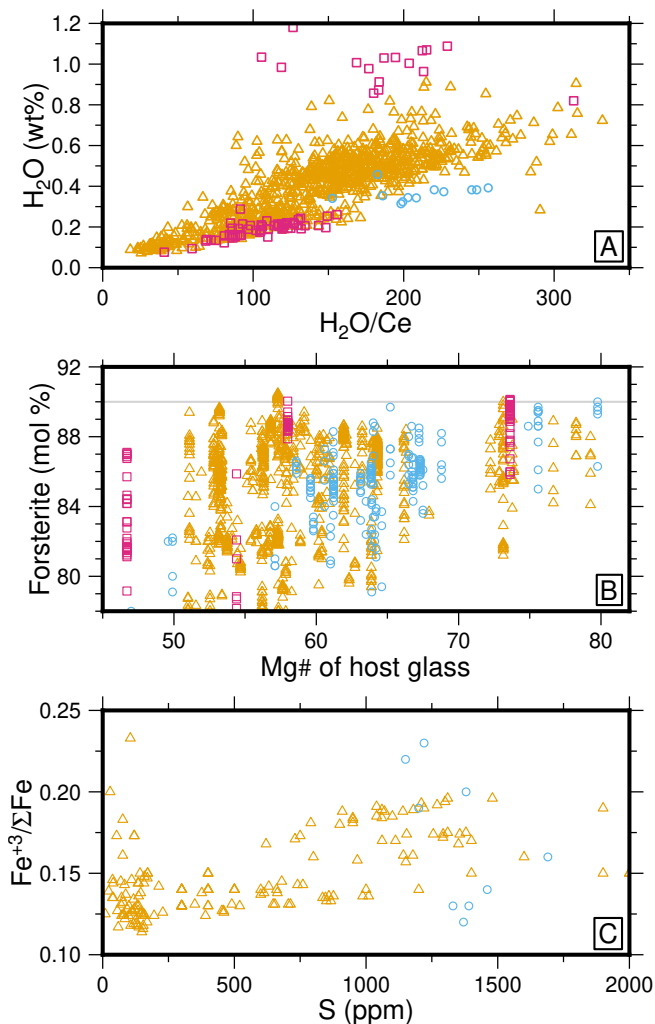 1.2
1.0
0.8
0.6
0.4
0.2
0.0
H₂O (wt%)
A
0 100 200 300
H₂O/Ce
92
88
84
80
Forsterite (mol %)
B
50 60 70 80
Mg# of host glass
0.25
0.20
0.15
0.10
Fe⁺³/ΣFe
C
0 500 1000 1500 2000
S (ppm)